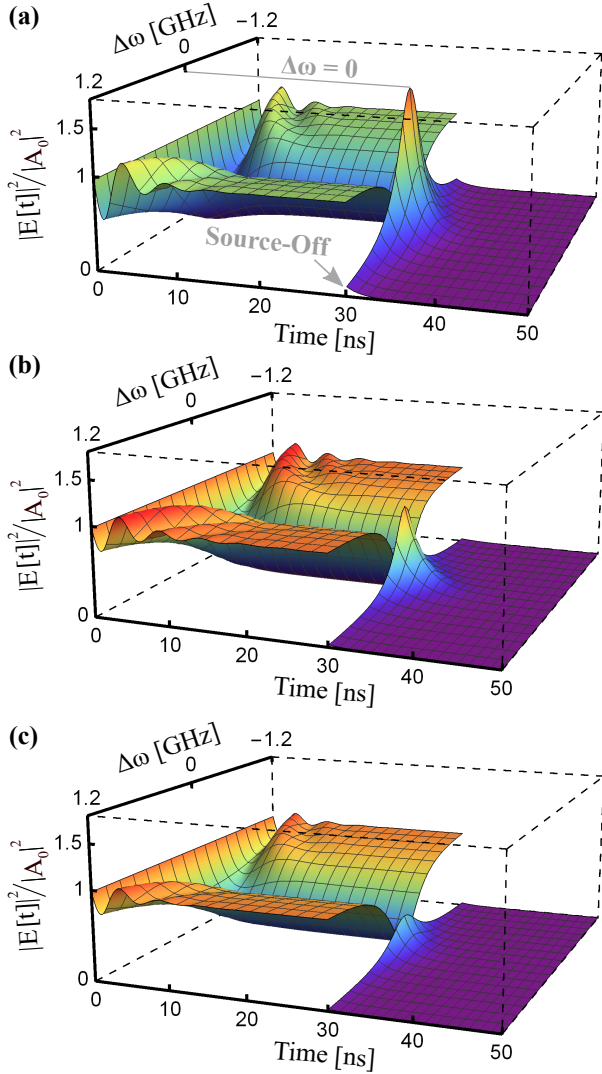 (a)
Δω [GHz]
−1.2
0
1.2
Δω = 0
1.5
1
0
|E[t]|²/|A₀|²
Source-Off
0
10
20
30
40
50
Time [ns]
(b)
Δω [GHz]
−1.2
0
1.2
1.5
1
0
|E[t]|²/|A₀|²
0
10
20
30
40
50
Time [ns]
(c)
Δω [GHz]
−1.2
0
1.2
1.5
1
0
|E[t]|²/|A₀|²
0
10
20
30
40
50
Time [ns]